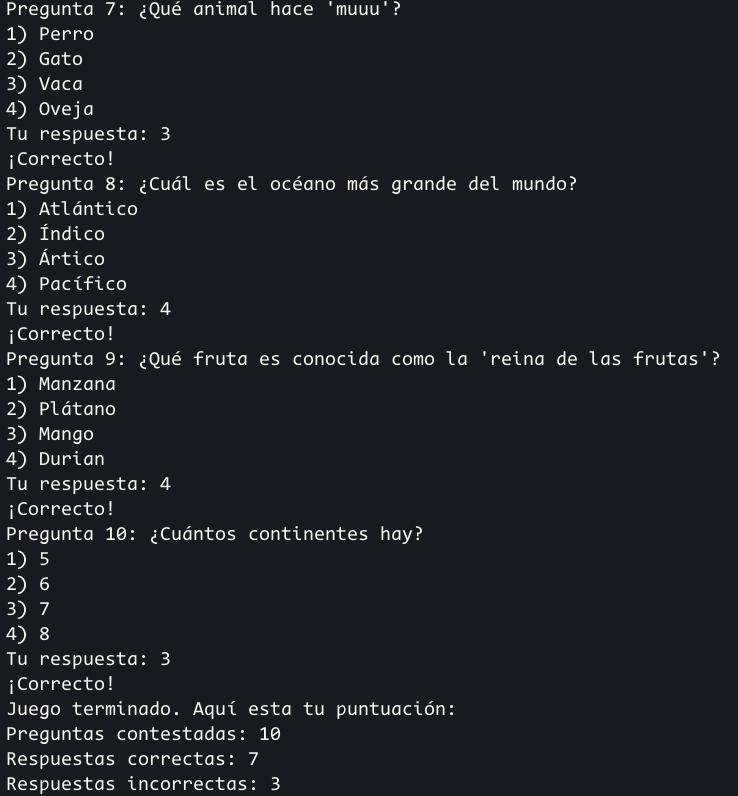 Pregunta 7: ¿Qué animal hace 'muuu'?
1) Perro
2) Gato
3) Vaca
4) Oveja
Tu respuesta: 3
¡Correcto!
Pregunta 8: ¿Cuál es el océano más grande del mundo?
1) Atlántico
2) Índico
3) Ártico
4) Pacífico
Tu respuesta: 4
¡Correcto!
Pregunta 9: ¿Qué fruta es conocida como la 'reina de las frutas'?
1) Manzana
2) Plátano
3) Mango
4) Durian
Tu respuesta: 4
¡Correcto!
Pregunta 10: ¿Cuántos continentes hay?
1) 5
2) 6
3) 7
4) 8
Tu respuesta: 3
¡Correcto!
Juego terminado. Aquí esta tu puntuación:
Preguntas contestadas: 10
Respuestas correctas: 7
Respuestas incorrectas: 3